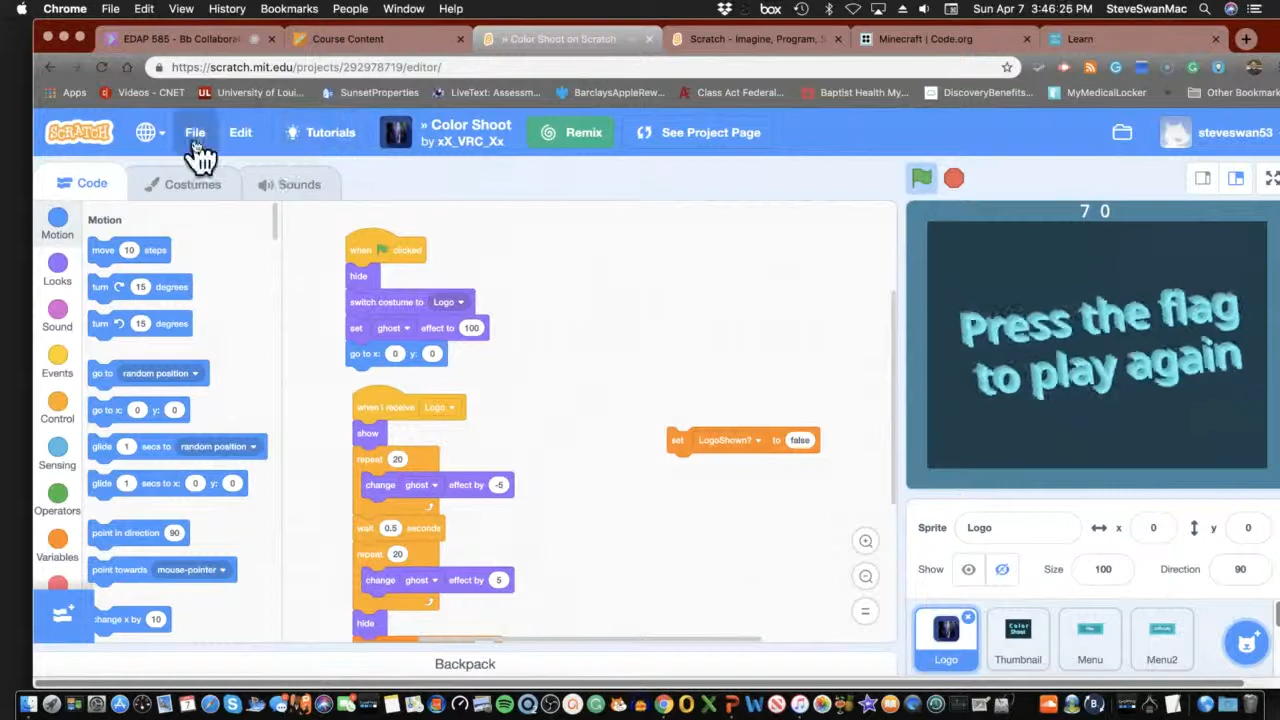 Chrome File Edit View History Bookmarks People Window Help
box Sun Apr 7 3:46:25 PM SteveSwanMac
EDAP 585 - Bb Collabora
Course Content
» Color Shoot on Scratch
Scratch - Imagine, Program, S
Minecraft | Code.org
Learn
https://scratch.mit.edu/projects/292978719/editor/
Apps Videos - CNET University of Loui... SunsetProperties LiveText: Assessm... BarclaysAppleRew... Class Act Federal... Baptist Health My... DiscoveryBenefits... MyMedicalLocker Other Bookmark
SCRATCH File Edit Tutorials
» Color Shoot
by xX_VRC_Xx
Remix See Project Page steveswan53
Code Costumes Sounds
Motion
Looks
Sound
Events
Control
Sensing
Operators
Variables
Motion
move 10 steps
turn 15 degrees
turn 15 degrees
go to random position
go to x: 0 y: 0
glide 1 secs to random position
glide 1 secs to x: 0 y: 0
point in direction 90
point towards mouse-pointer
change x by 10
when clicked
hide
switch costume to Logo
set ghost effect to 100
go to x: 0 y: 0
when I receive Logo
show
repeat 20
change ghost effect by -5
wait 0.5 seconds
repeat 20
change ghost effect by 5
hide
set LogoShown? to false
Backpack
7 0
Press the flag
to play again
Sprite Logo x 0 y 0
Show Size 100 Direction 90
Color
Shoot
Logo Thumbnail Menu Menu2